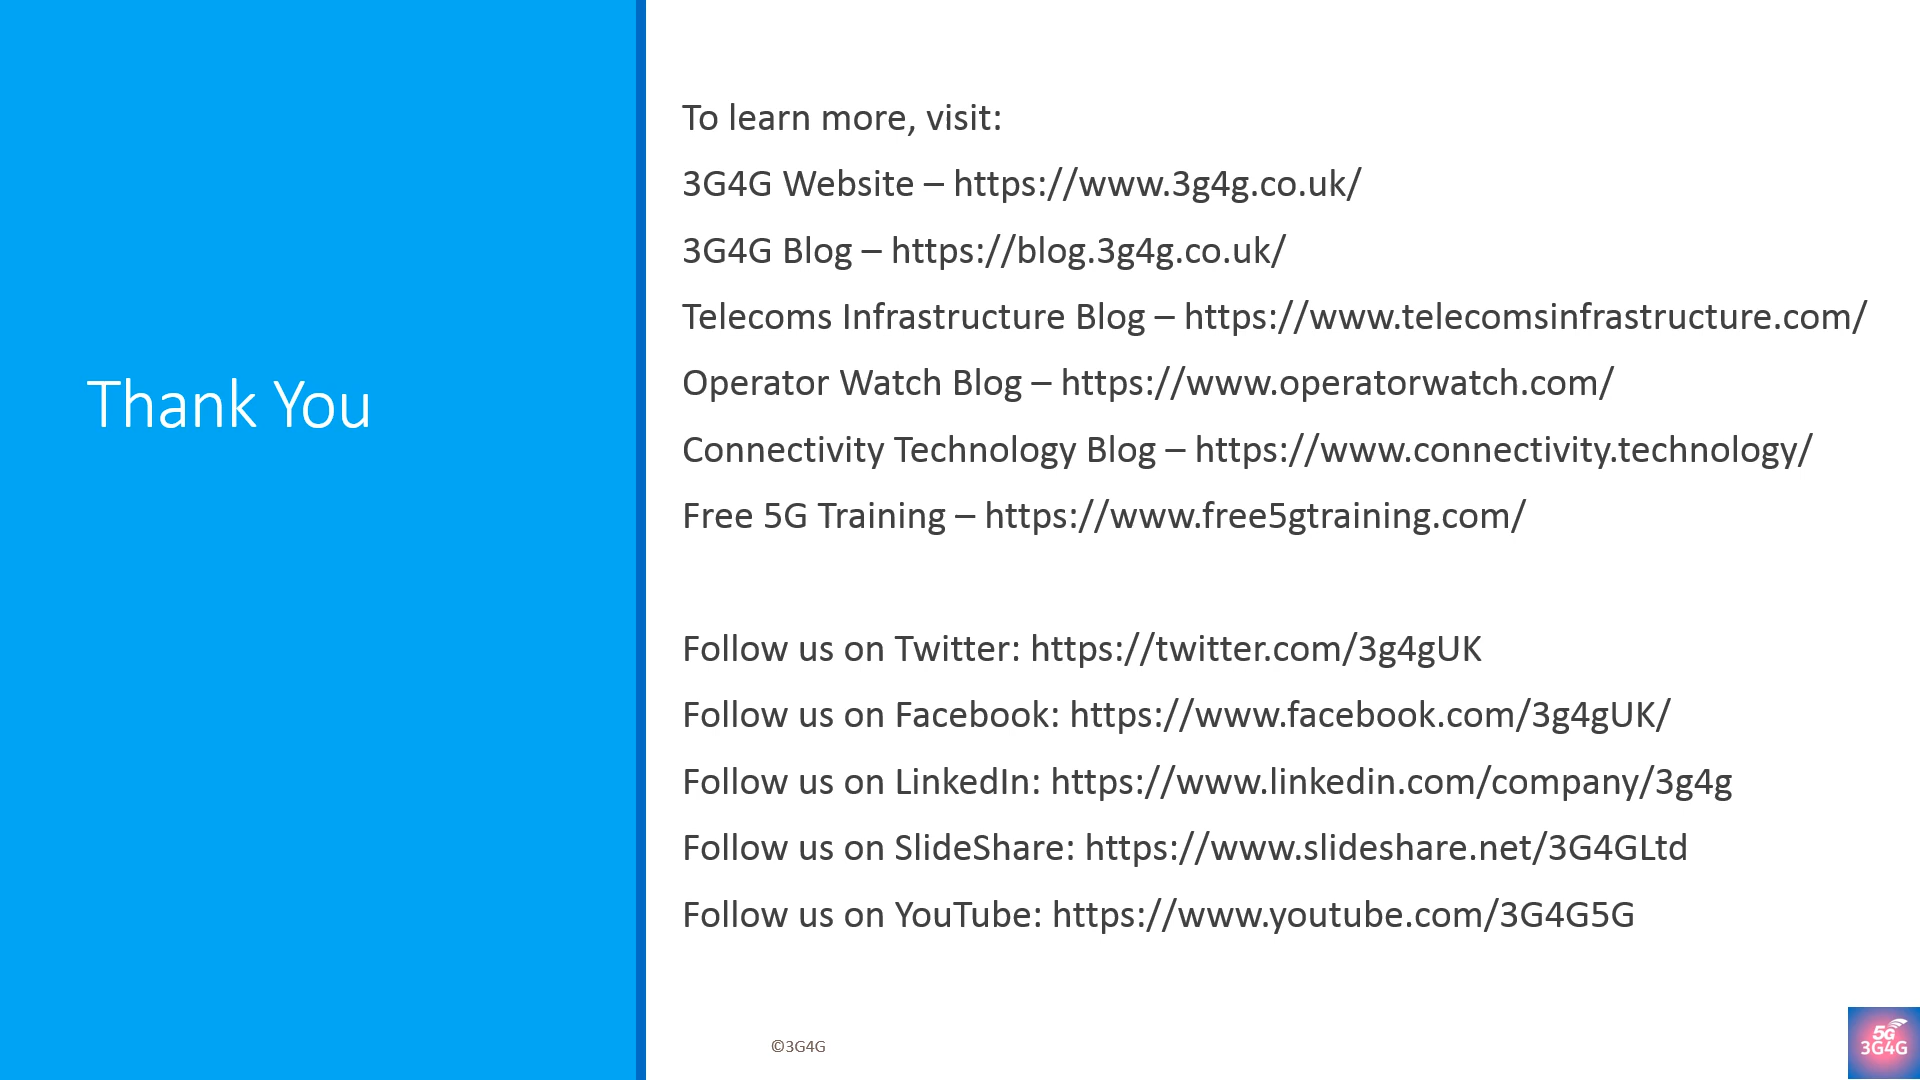 Thank You
To learn more, visit:
3G4G Website – https://www.3g4g.co.uk/
3G4G Blog – https://blog.3g4g.co.uk/
Telecoms Infrastructure Blog – https://www.telecomsinfrastructure.com/
Operator Watch Blog – https://www.operatorwatch.com/
Connectivity Technology Blog – https://www.connectivity.technology/
Free 5G Training – https://www.free5gtraining.com/
Follow us on Twitter: https://twitter.com/3g4gUK
Follow us on Facebook: https://www.facebook.com/3g4gUK/
Follow us on LinkedIn: https://www.linkedin.com/company/3g4g
Follow us on SlideShare: https://www.slideshare.net/3G4GLtd
Follow us on YouTube: https://www.youtube.com/3G4G5G
©3G4G
5G
3G4G